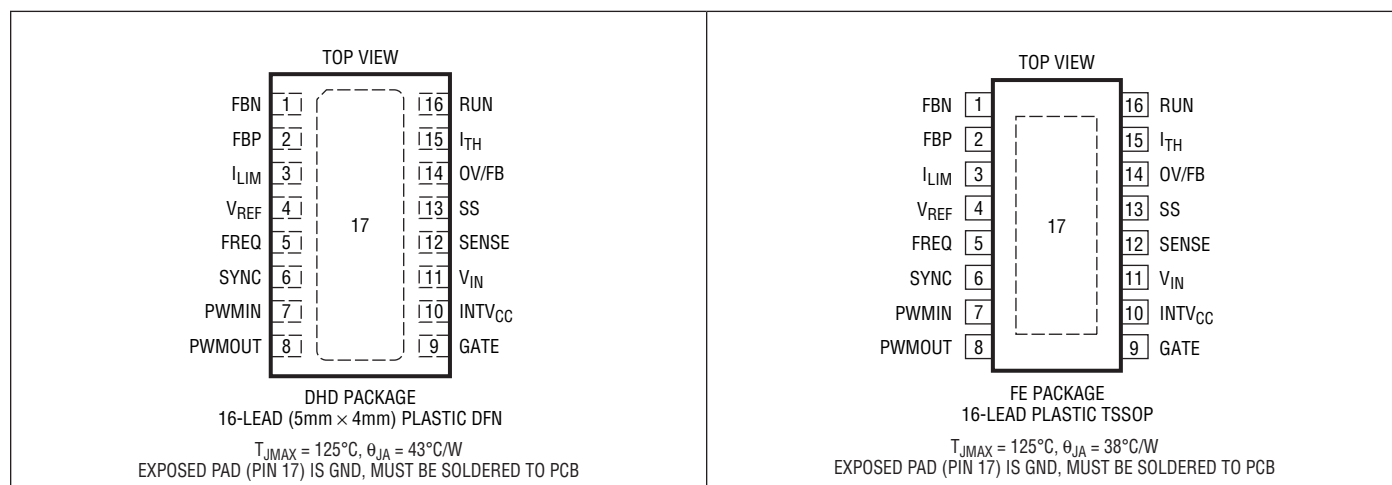 TOP VIEW
FBN 1 16 RUN
FBP 2 15 ITH
ILIM 3 14 OV/FB
VREF 4 17 13 SS
FREQ 5 12 SENSE
SYNC 6 11 VIN
PWMIN 7 10 INTVCC
PWMOUT 8 9 GATE
DHD PACKAGE
16-LEAD (5mm × 4mm) PLASTIC DFN
TJMAX = 125°C, θJA = 43°C/W
EXPOSED PAD (PIN 17) IS GND, MUST BE SOLDERED TO PCB
TOP VIEW
FBN 1 16 RUN
FBP 2 15 ITH
ILIM 3 14 OV/FB
VREF 4 17 13 SS
FREQ 5 12 SENSE
SYNC 6 11 VIN
PWMIN 7 10 INTVCC
PWMOUT 8 9 GATE
FE PACKAGE
16-LEAD PLASTIC TSSOP
TJMAX = 125°C, θJA = 38°C/W
EXPOSED PAD (PIN 17) IS GND, MUST BE SOLDERED TO PCB